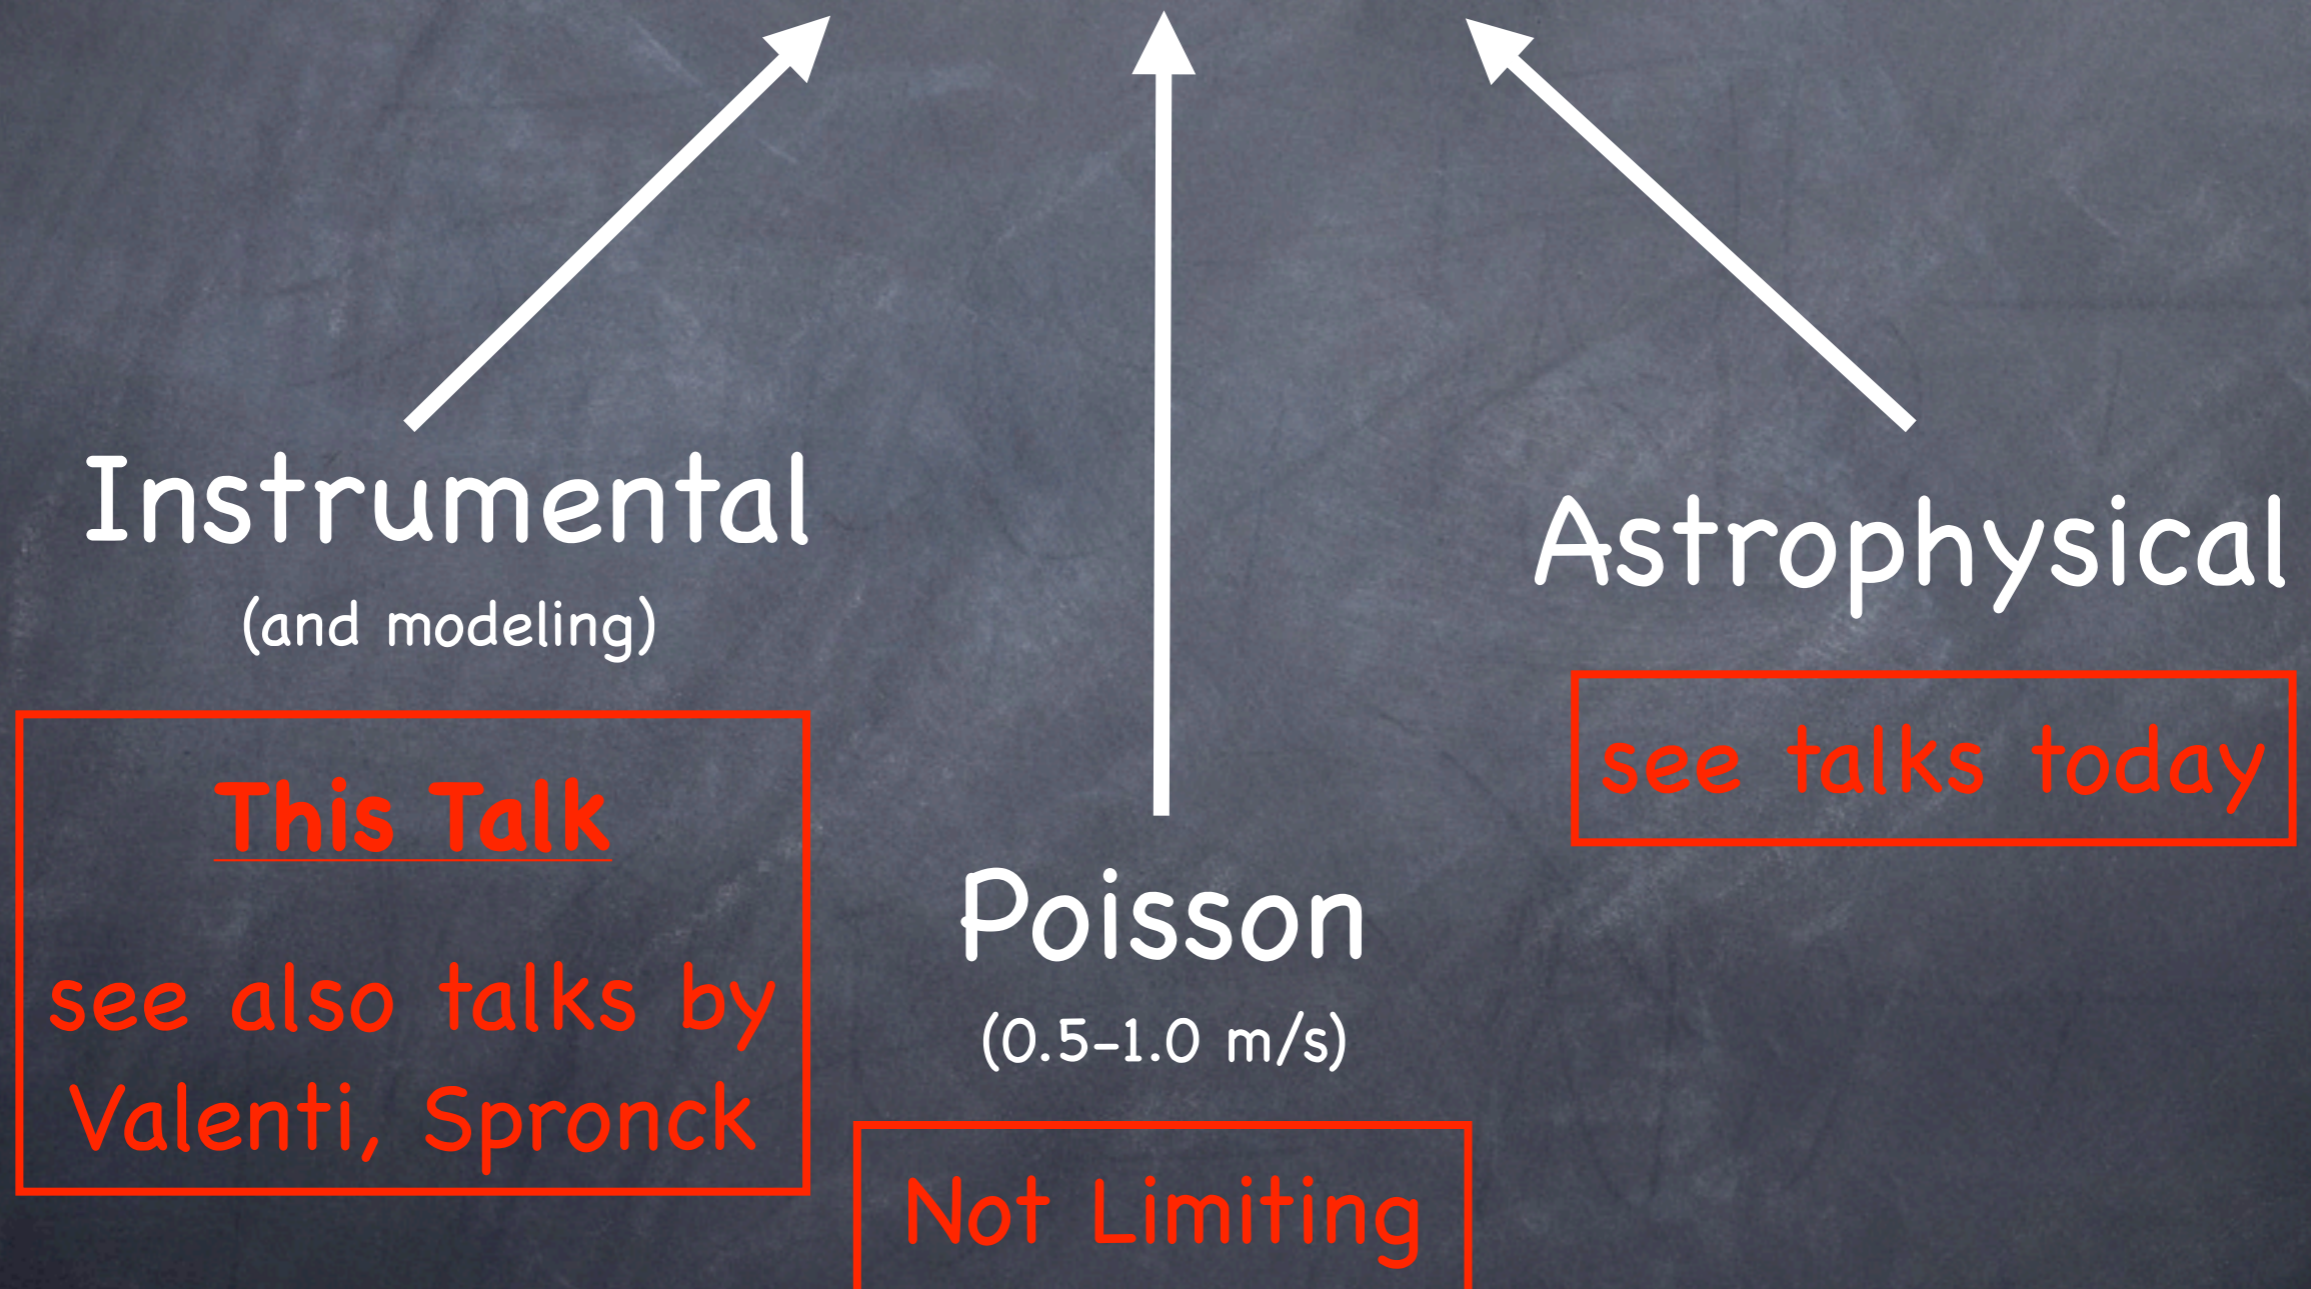 Instrumental
(and modeling)
This Talk
see also talks by
Valenti, Spronck
Poisson
(0.5-1.0 m/s)
Not Limiting
Astrophysical
see talks today